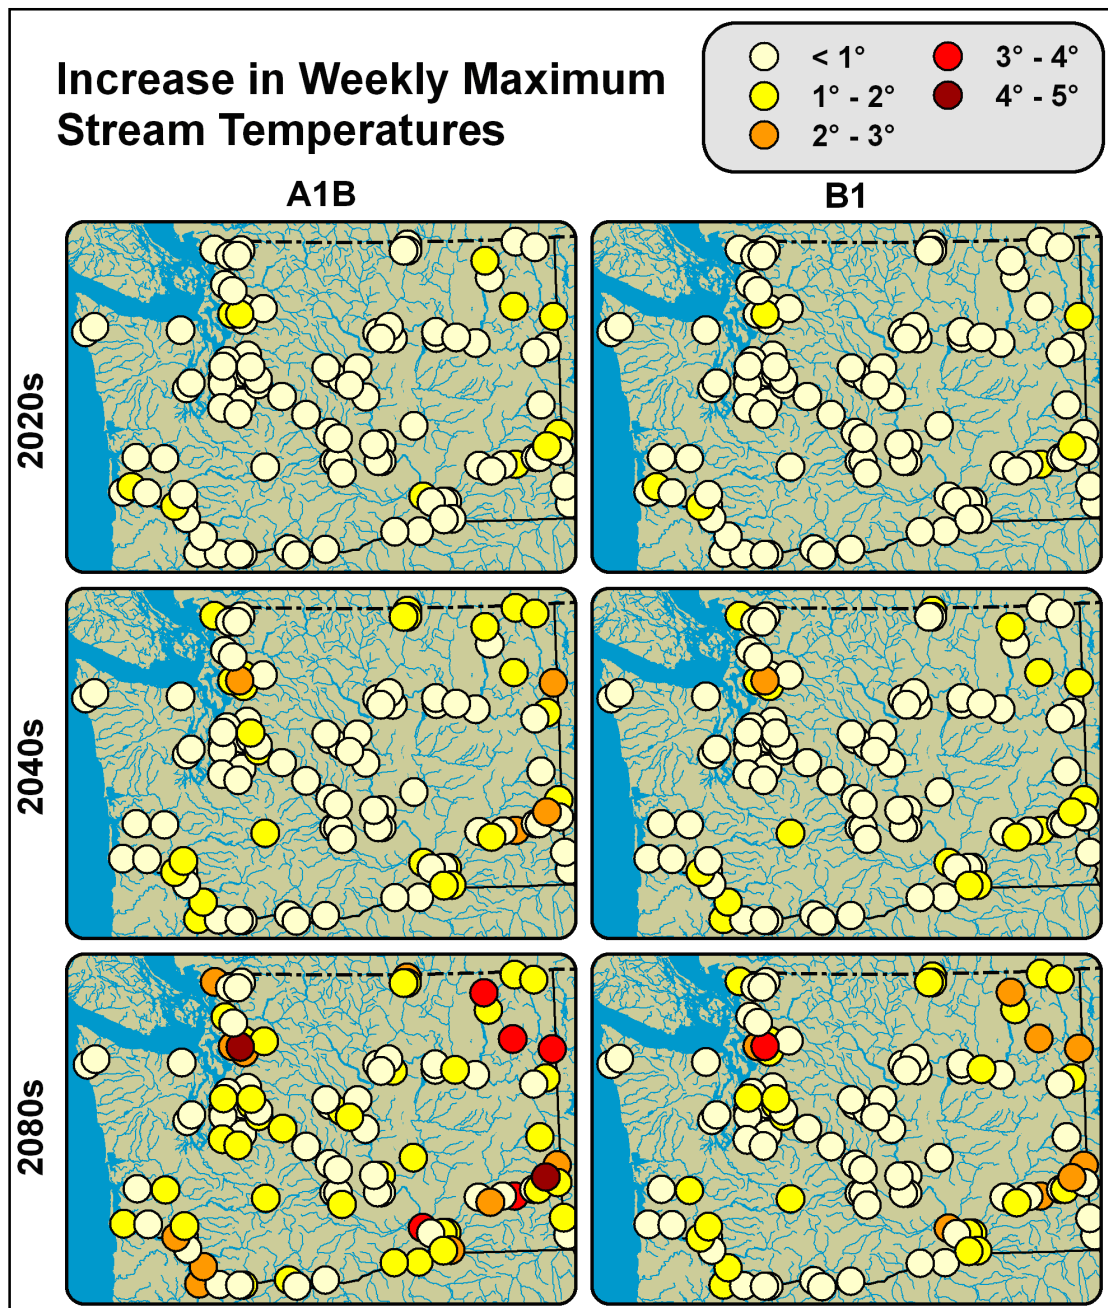 Increase in Weekly Maximum
Stream Temperatures
< 1°
1° - 2°
2° - 3°
3° - 4°
4° - 5°
A1B
B1
2020s
2040s
2080s